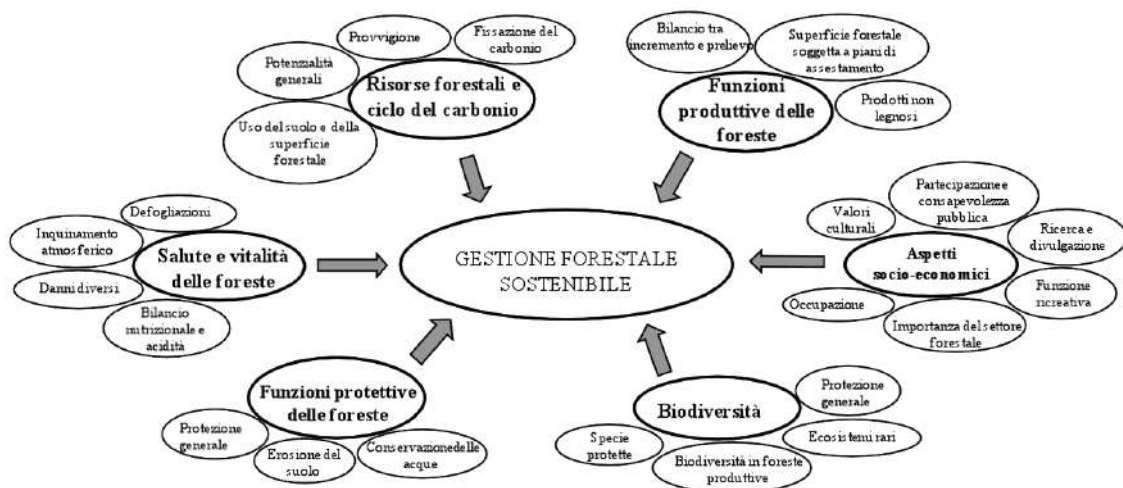 Provvigione
Fissazione del
carbonio
Potenzialità
generali
Risorse forestali e
ciclo del carbonio
Uso del suolo e della
superficie
forestale
Bilancio tra
incremento e prelievo
Superficie forestale
soggetta a piani di
assestamento
Funzioni
produttive delle
foreste
Prodotti non
legnosi
Defogliazioni
Inquinamento
atmosferico
Salute e vitalità
delle foreste
Danni diversi
Bilancio
nutrizionale e
acidità
GESTIONE FORESTALE
SOSTENIBILE
Partecipazione e
consapevolezza
pubblica
Valori
culturali
Ricerca e
divulgazione
Aspetti
socio-economici
Funzione
ricreativa
Occupazione
Importanza del settore
forestale
Funzioni protettive
delle foreste
Protezione
generale
Erosione del
suolo
Conservazione delle
acque
Biodiversità
Protezione
generale
Ecosistemi rari
Specie
protette
Biodiversità in foreste
produttive